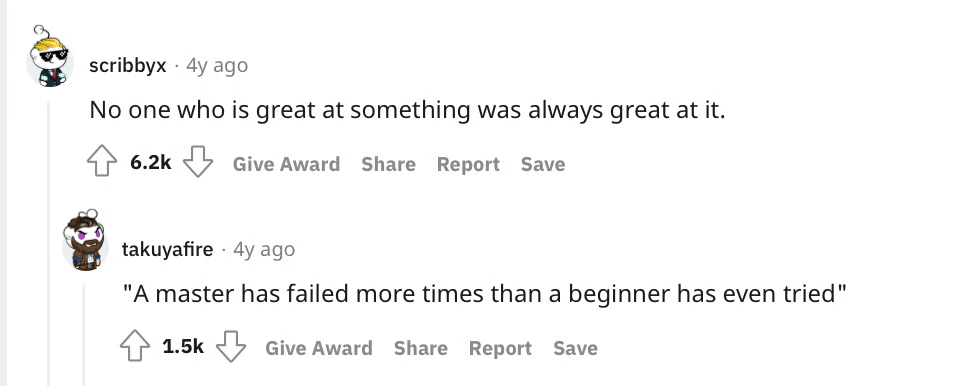 scribbyx · 4y ago
No one who is great at something was always great at it.
6.2k Give Award Share Report Save
takuyafire · 4y ago
"A master has failed more times than a beginner has even tried"
1.5k Give Award Share Report Save